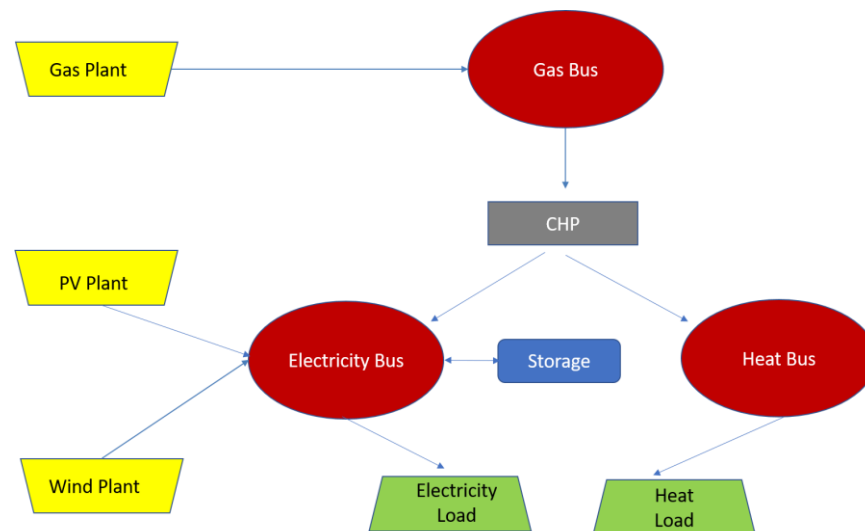 Gas Plant
Gas Bus
CHP
PV Plant
Electricity Bus
Storage
Heat Bus
Wind Plant
Electricity
Load
Heat
Load